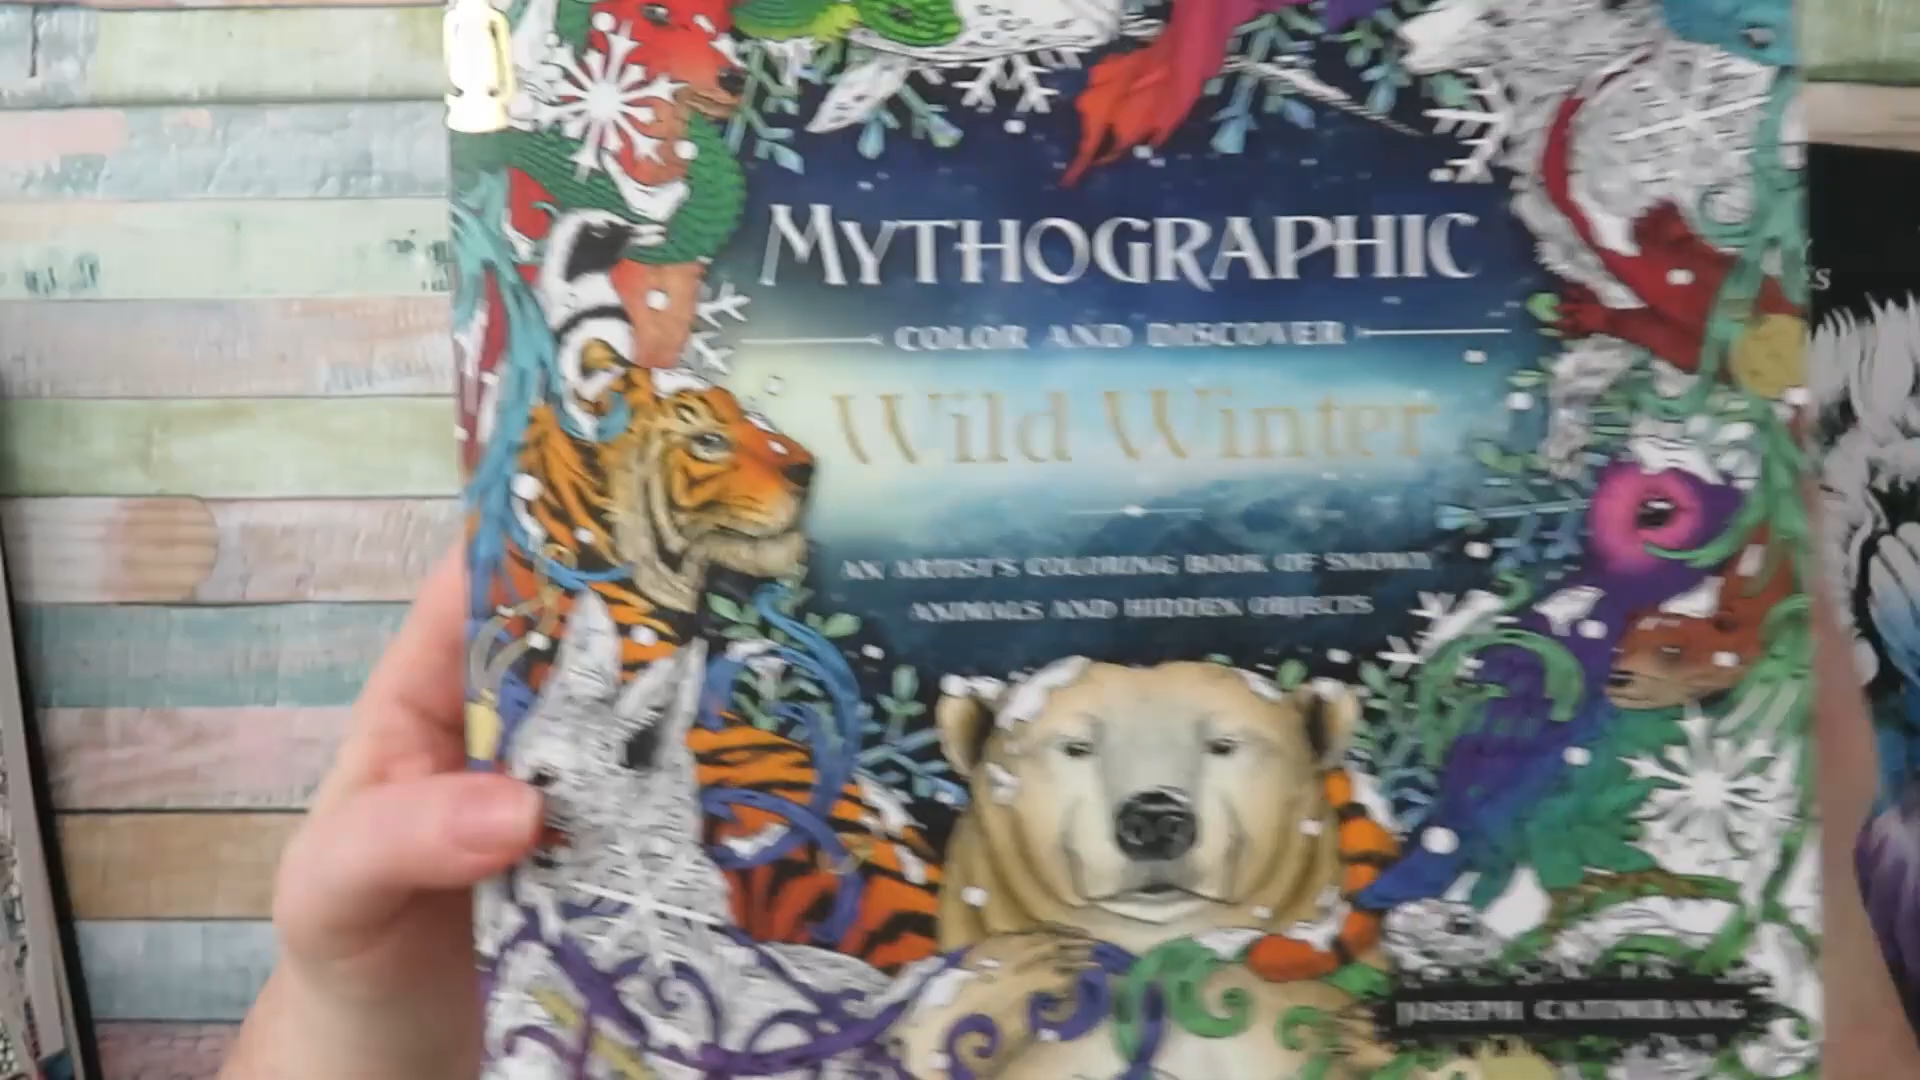 MYTHOGRAPHIC
COLOR AND DISCOVER
Wild Winter
AN ARTIST'S COLORING BOOK OF SNOWY
ANIMALS AND HIDDEN OBJECTS
JOSEPH CATIMBANG